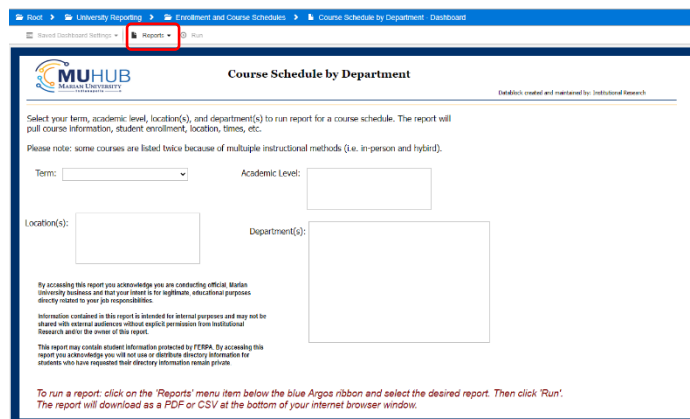 Root > University Reporting > Enrollment and Course Schedules > Course Schedule by Department - Dashboard
Saved Dashboard Settings Reports Run
MUHUB
MARIAN UNIVERSITY
INDIANAPOLIS
Course Schedule by Department
Datablock created and maintained by: Institutional Research
Select your term, academic level, location(s), and department(s) to run report for a course schedule. The report will
pull course information, student enrollment, location, times, etc.
Please note: some courses are listed twice because of multuiple instructional methods (i.e. in-person and hybird).
Term: Academic Level:
Location(s):
Department(s):
By accessing this report you acknowledge you are conducting official, Marian
University business and that your intent is for legitimate, educational purposes
directly related to your job responsibilities.
Information contained in this report is intended for internal purposes and may not be
shared with external audiences without explicit permission from Institutional
Research and/or the owner of this report.
This report may contain student information protected by FERPA. By accessing this
report you acknowledge you will not use or distribute directory information for
students who have requested their directory information remain private.
To run a report: click on the 'Reports' menu item below the blue Argos ribbon and select the desired report. Then click 'Run'.
The report will download as a PDF or CSV at the bottom of your internet browser window.